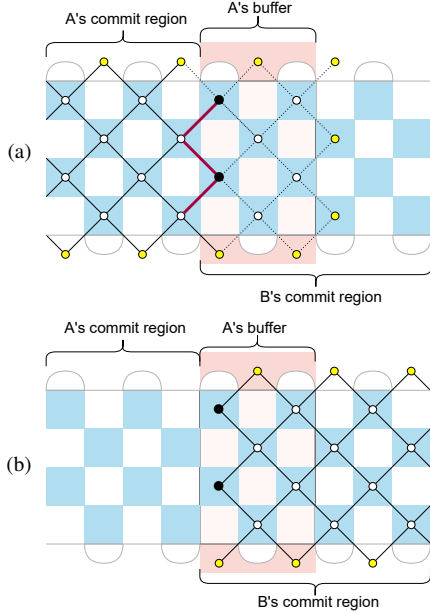 A's commit region
A's buffer
(a)
B's commit region
A's commit region
A's buffer
(b)
B's commit region